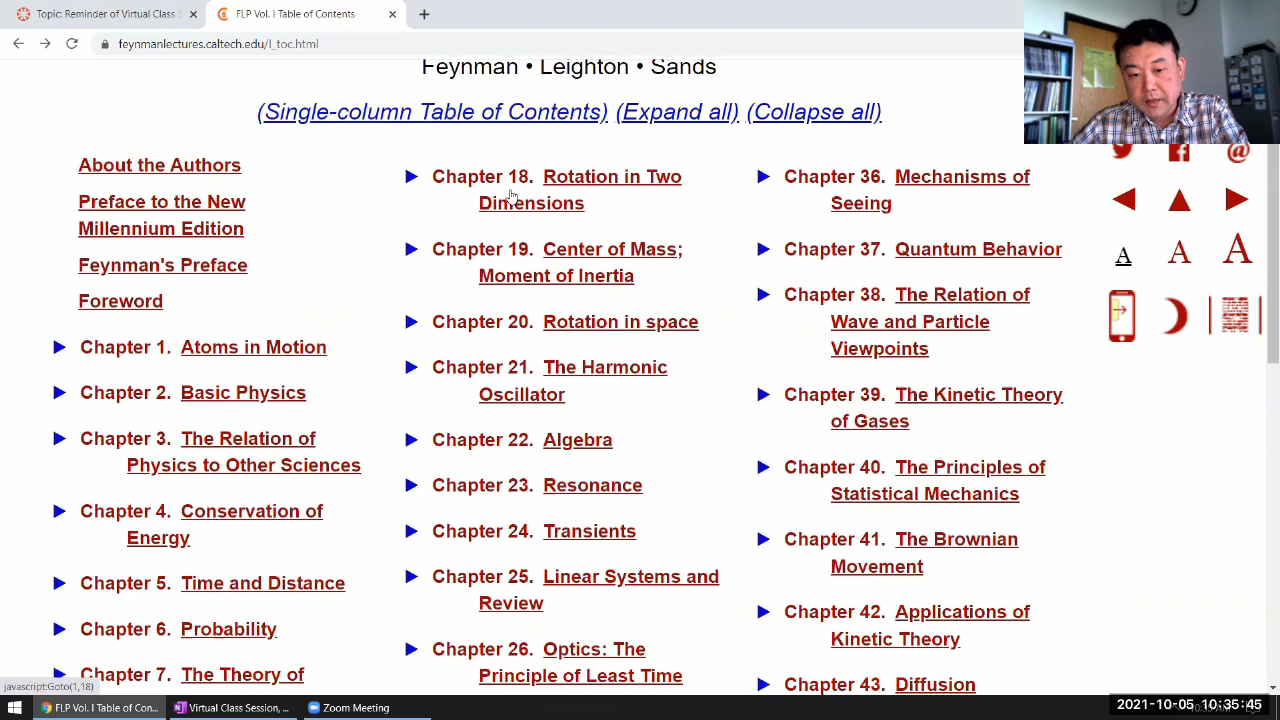 Topic: Reminder of Virtual Class S
FLP Vol. I Table of Contents
feynmanlectures.caltech.edu/I_toc.html
Feynman • Leighton • Sands
(Single-column Table of Contents) (Expand all) (Collapse all)
About the Authors
Preface to the New
Millennium Edition
Feynman's Preface
Foreword
Chapter 1. Atoms in Motion
Chapter 2. Basic Physics
Chapter 3. The Relation of
Physics to Other Sciences
Chapter 4. Conservation of
Energy
Chapter 5. Time and Distance
Chapter 6. Probability
Chapter 7. The Theory of
Chapter 18. Rotation in Two
Dimensions
Chapter 19. Center of Mass;
Moment of Inertia
Chapter 20. Rotation in space
Chapter 21. The Harmonic
Oscillator
Chapter 22. Algebra
Chapter 23. Resonance
Chapter 24. Transients
Chapter 25. Linear Systems and
Review
Chapter 26. Optics: The
Principle of Least Time
Chapter 36. Mechanisms of
Seeing
Chapter 37. Quantum Behavior
Chapter 38. The Relation of
Wave and Particle
Viewpoints
Chapter 39. The Kinetic Theory
of Gases
Chapter 40. The Principles of
Statistical Mechanics
Chapter 41. The Brownian
Movement
Chapter 42. Applications of
Kinetic Theory
Chapter 43. Diffusion
@
A A A
javascript:Goto(1,18)
FLP Vol. I Table of Con...
Virtual Class Session, ...
Zoom Meeting
2021-10-05 10:35:45